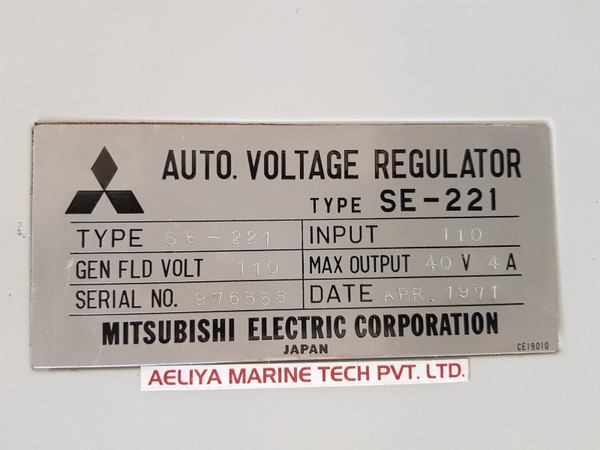 AUTO. VOLTAGE REGULATOR
TYPE SE-221
TYPE SE-221 INPUT 110
GEN FLD VOLT 110 MAX OUTPUT 40 V 4 A
SERIAL NO. 976558 DATE APR. 1971
MITSUBISHI ELECTRIC CORPORATION
JAPAN
CE19010
AELIYA MARINE TECH PVT. LTD.